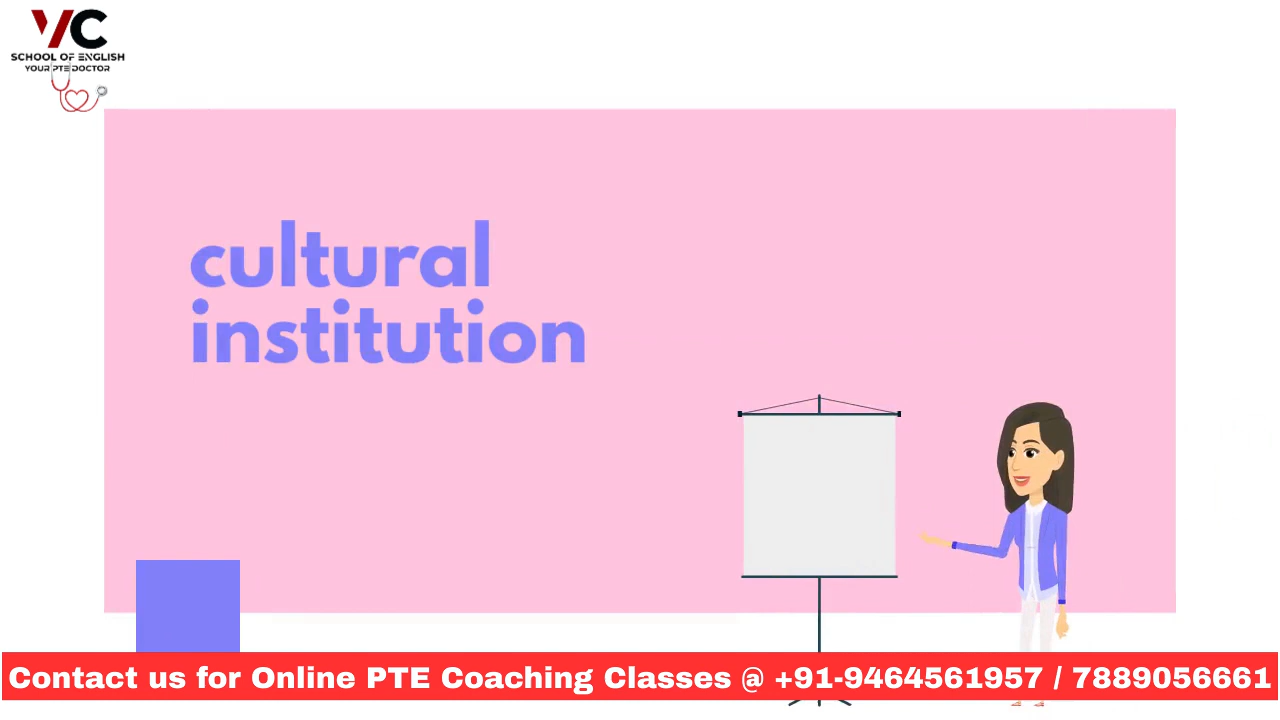 VC
SCHOOL OF ENGLISH
YOUR PTE DOCTOR
cultural
institution
Contact us for Online PTE Coaching Classes @ +91-9464561957 / 7889056661